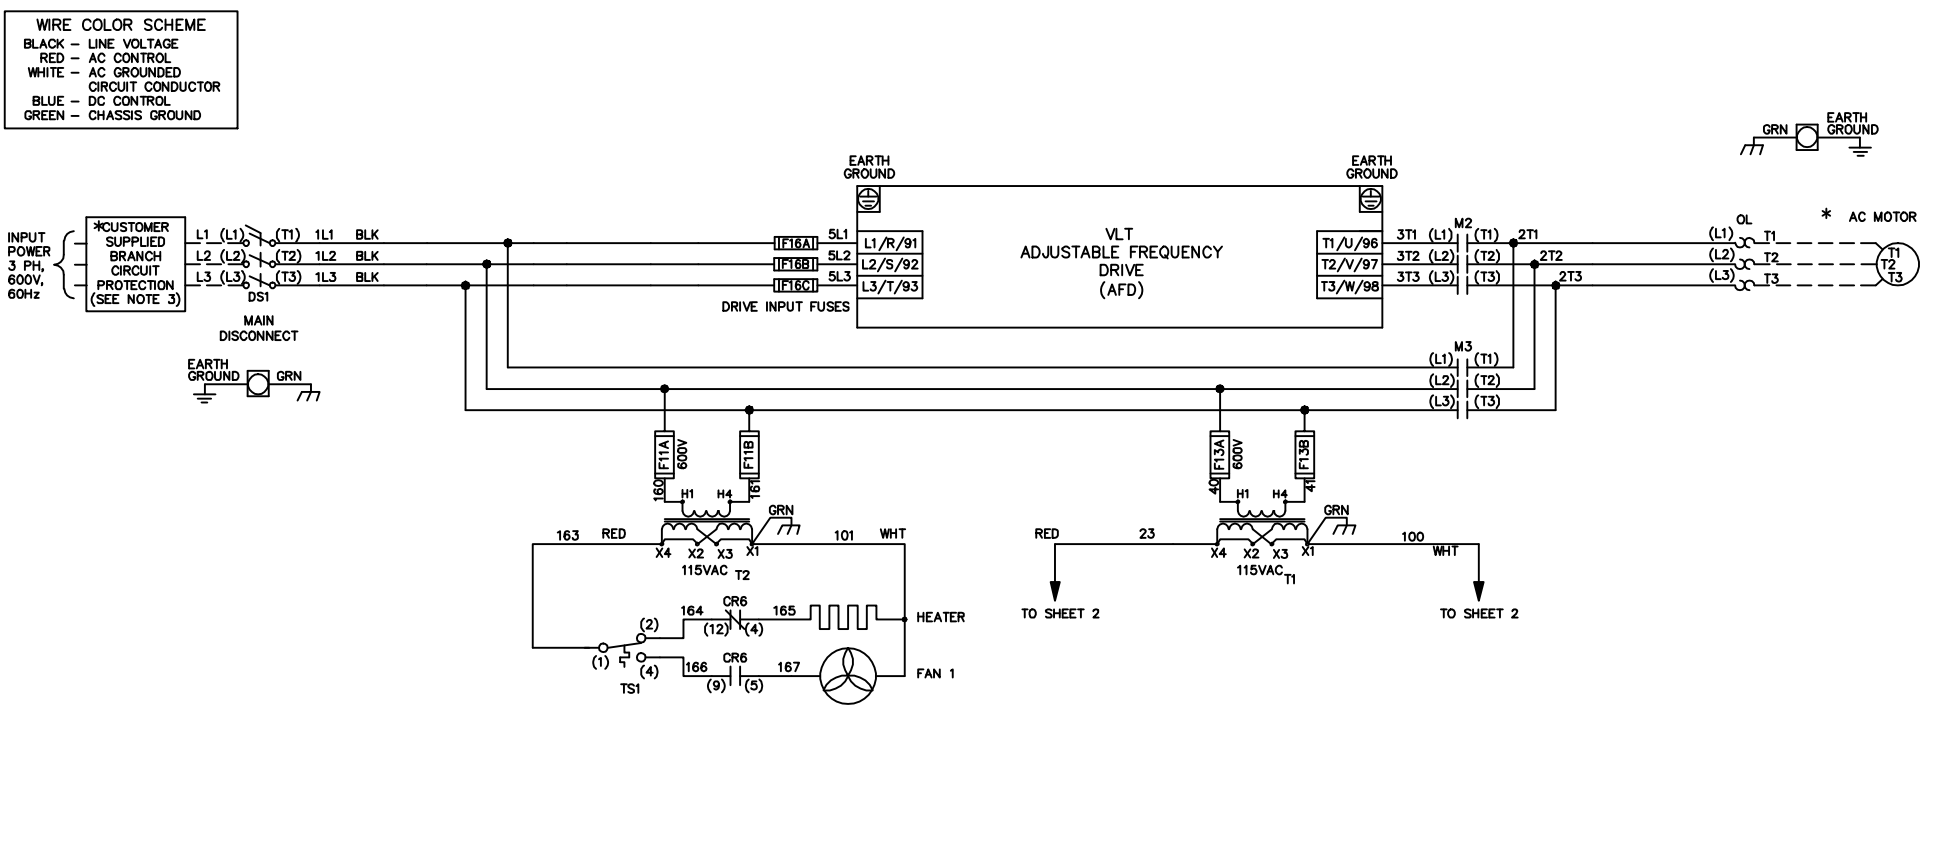 WIRE COLOR SCHEME
BLACK – LINE VOLTAGE
RED – AC CONTROL
WHITE – AC GROUNDED
CIRCUIT CONDUCTOR
BLUE – DC CONTROL
GREEN – CHASSIS GROUND
INPUT
POWER
3 PH,
600V,
60Hz
*CUSTOMER
SUPPLIED
BRANCH
CIRCUIT
PROTECTION
(SEE NOTE 3)
L1 (L1) (T1) 1L1 BLK
L2 (L2) (T2) 1L2 BLK
L3 (L3) (T3) 1L3 BLK
DS1
MAIN
DISCONNECT
EARTH
GROUND GRN
F16A 5L1
F16B 5L2
F16C 5L3
DRIVE INPUT FUSES
EARTH
GROUND
L1/R/91
L2/S/92
L3/T/93
VLT
ADJUSTABLE FREQUENCY
DRIVE
(AFD)
EARTH
GROUND
T1/U/96
T2/V/97
T3/W/98
M2
3T1 (L1) (T1) 2T1
3T2 (L2) (T2) 2T2
3T3 (L3) (T3) 2T3
M3
(L1) (T1)
(L2) (T2)
(L3) (T3)
GRN EARTH
GROUND
OL
(L1) T1
(L2) T2
(L3) T3
* AC MOTOR
T1
T2
T3
F11A 600V F11B
160 H1 H4 161
GRN
163 RED 101 WHT
X4 X2 X3 X1
115VAC T2
CR6
164 165
(12) (4)
HEATER
(2)
(1)
(4)
TS1
CR6
166 167
(9) (5)
FAN 1
F13A 600V F13B
40 H1 H4 41
GRN
RED 23 100
WHT
X4 X2 X3 X1
115VAC T1
TO SHEET 2
TO SHEET 2